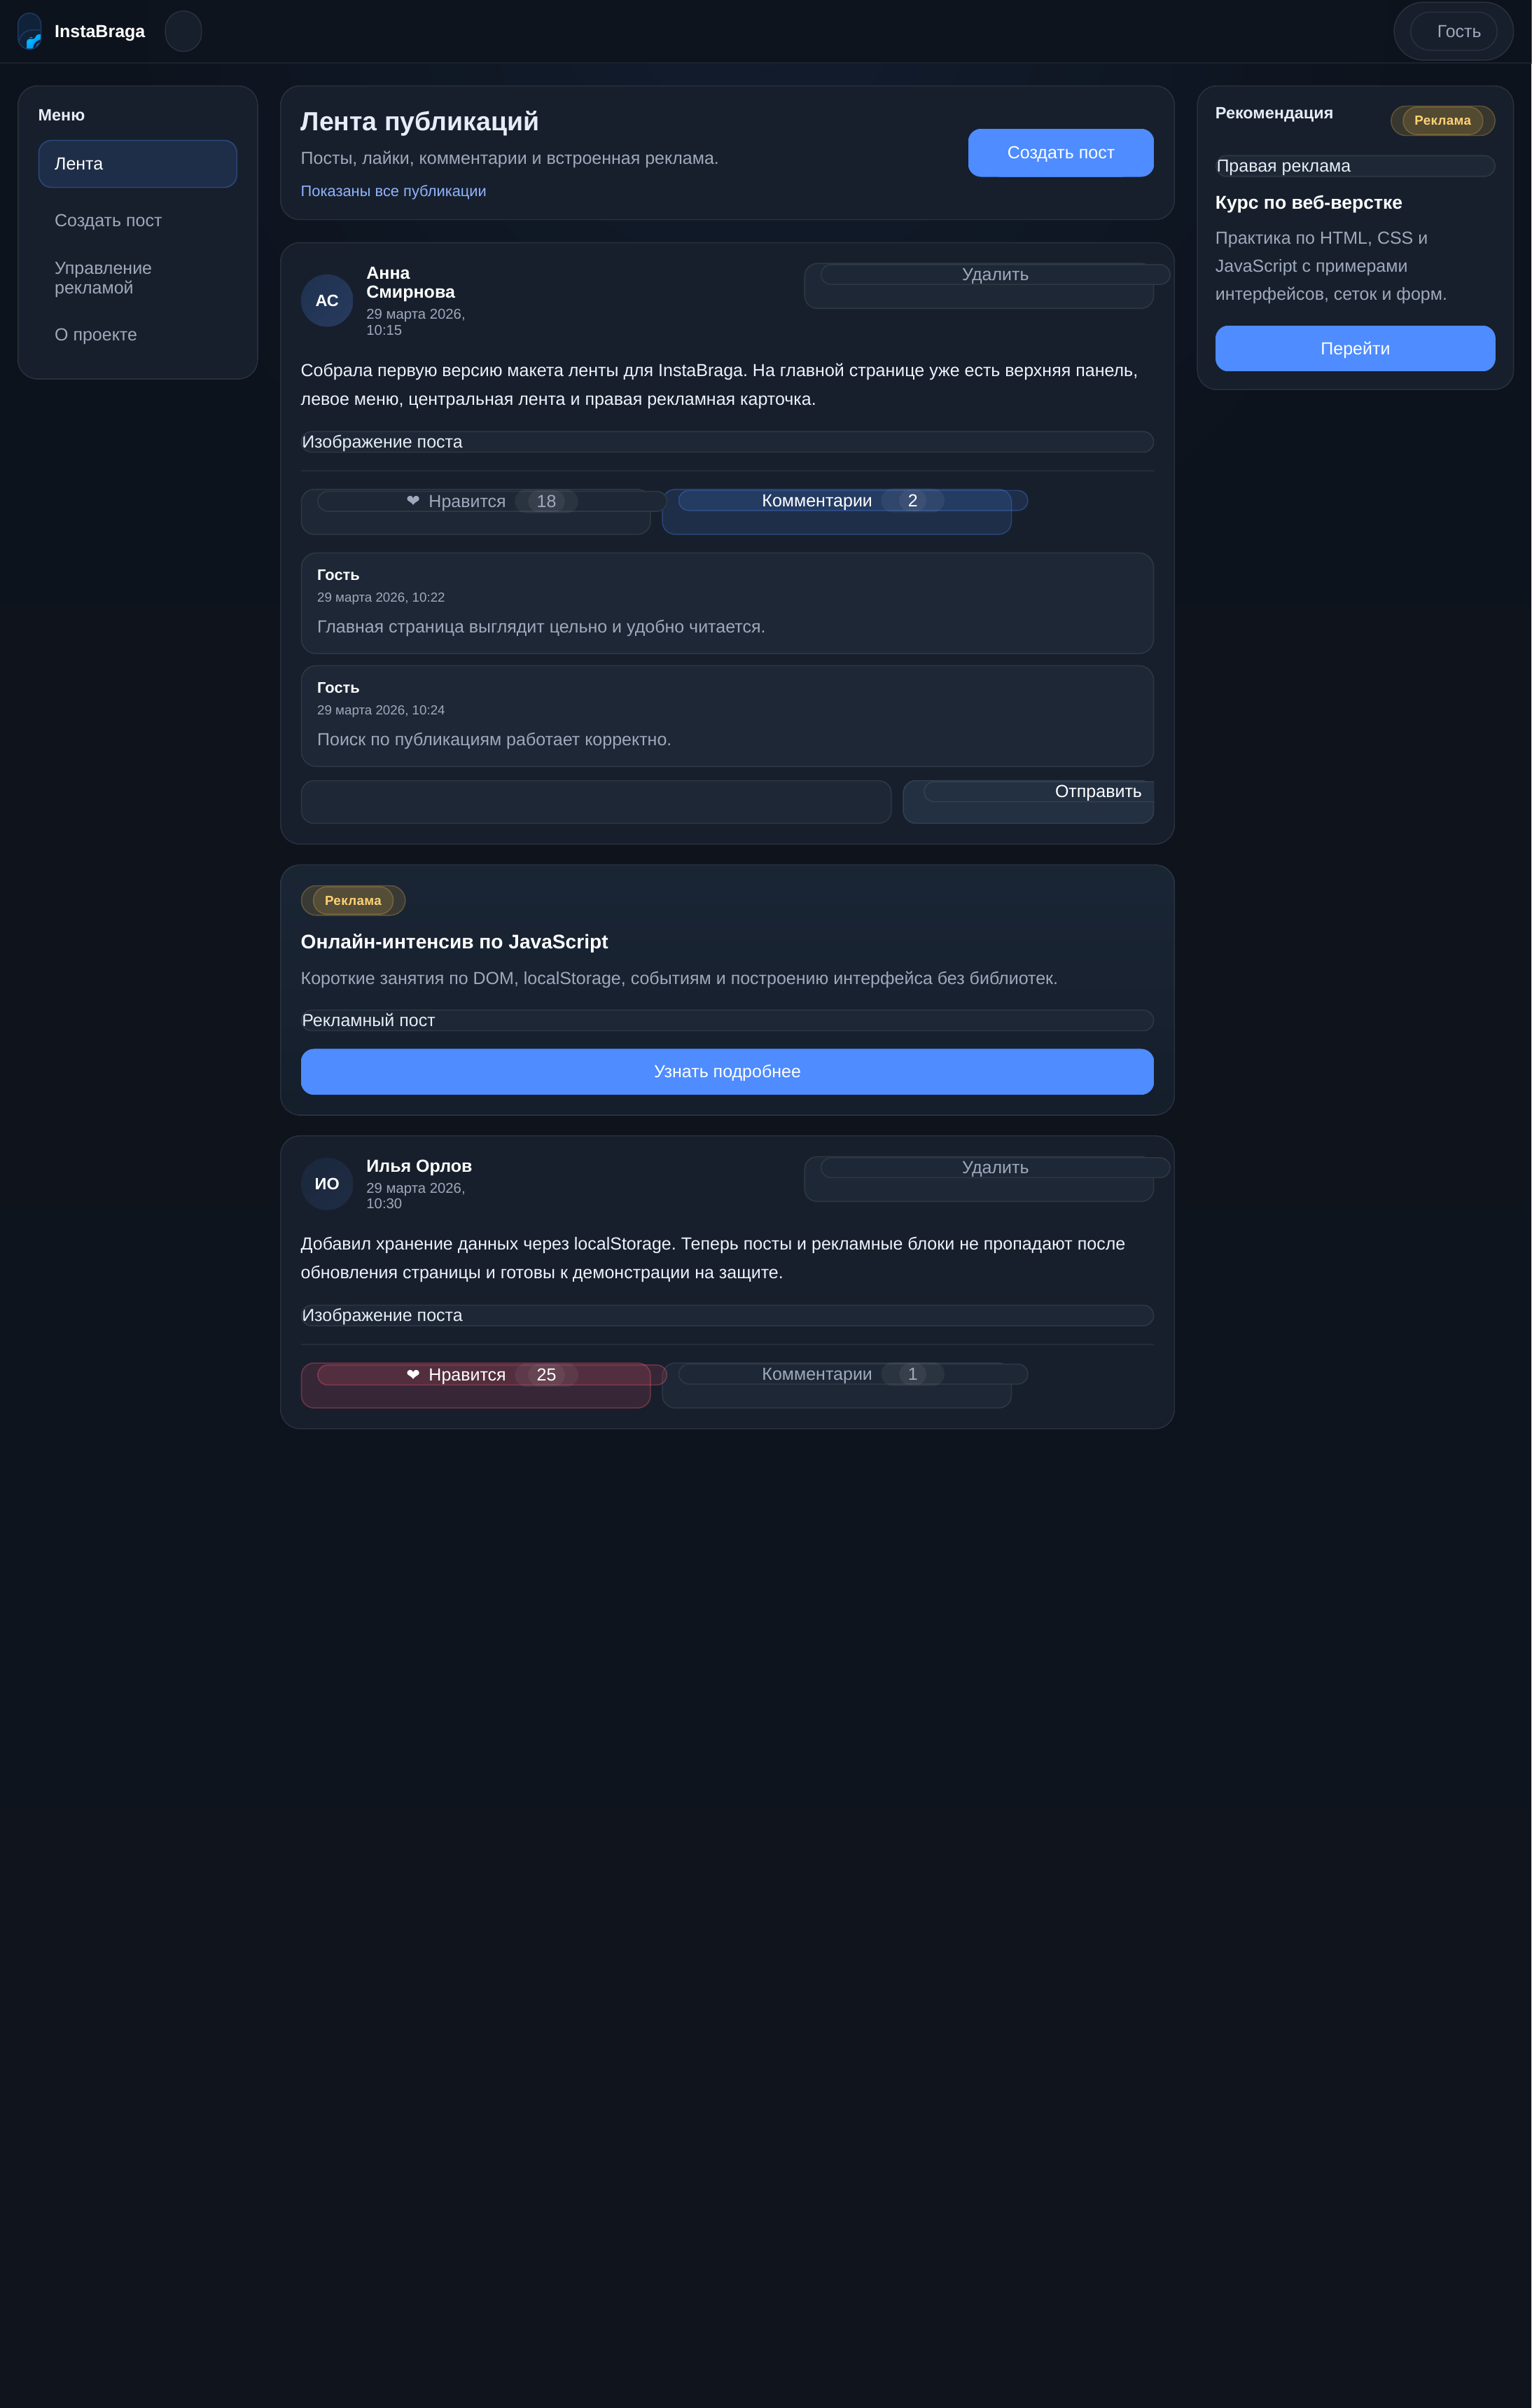 InstaBraga
Гость
Меню
Лента
Создать пост
Управление
рекламой
О проекте
Лента публикаций
Посты, лайки, комментарии и встроенная реклама.
Показаны все публикации
Создать пост
АС
Анна
Смирнова
29 марта 2026,
10:15
Удалить
Собрала первую версию макета ленты для InstaBraga. На главной странице уже есть верхняя панель,
левое меню, центральная лента и правая рекламная карточка.
Изображение поста
❤ Нравится 18
Комментарии 2
Гость
29 марта 2026, 10:22
Главная страница выглядит цельно и удобно читается.
Гость
29 марта 2026, 10:24
Поиск по публикациям работает корректно.
Отправить
Реклама
Онлайн-интенсив по JavaScript
Короткие занятия по DOM, localStorage, событиям и построению интерфейса без библиотек.
Рекламный пост
Узнать подробнее
ИО
Илья Орлов
29 марта 2026,
10:30
Удалить
Добавил хранение данных через localStorage. Теперь посты и рекламные блоки не пропадают после
обновления страницы и готовы к демонстрации на защите.
Изображение поста
❤ Нравится 25
Комментарии 1
Рекомендация
Реклама
Правая реклама
Курс по веб-верстке
Практика по HTML, CSS и
JavaScript с примерами
интерфейсов, сеток и форм.
Перейти